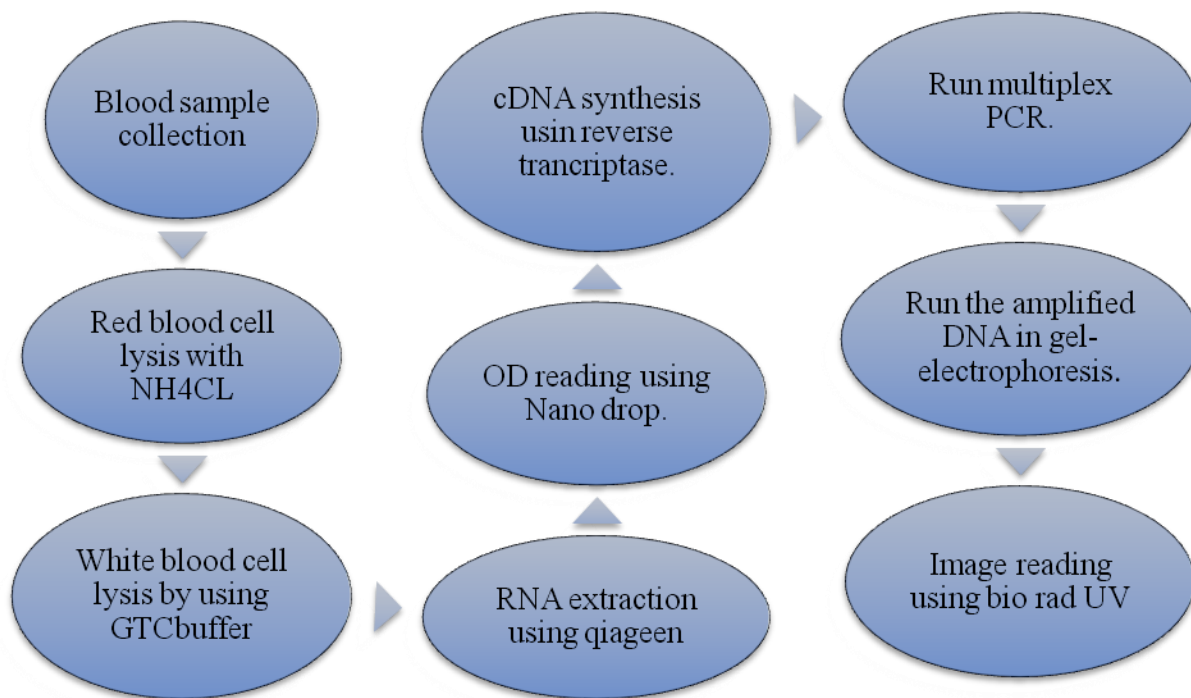 Blood sample
collection
Red blood cell
lysis with
NH4CL
White blood cell
lysis by using
GTCbuffer
RNA extraction
using qiageen
OD reading using
Nano drop.
cDNA synthesis
usin reverse
trancriptase.
Run multiplex
PCR.
Run the amplified
DNA in gel-
electrophoresis.
Image reading
using bio rad UV